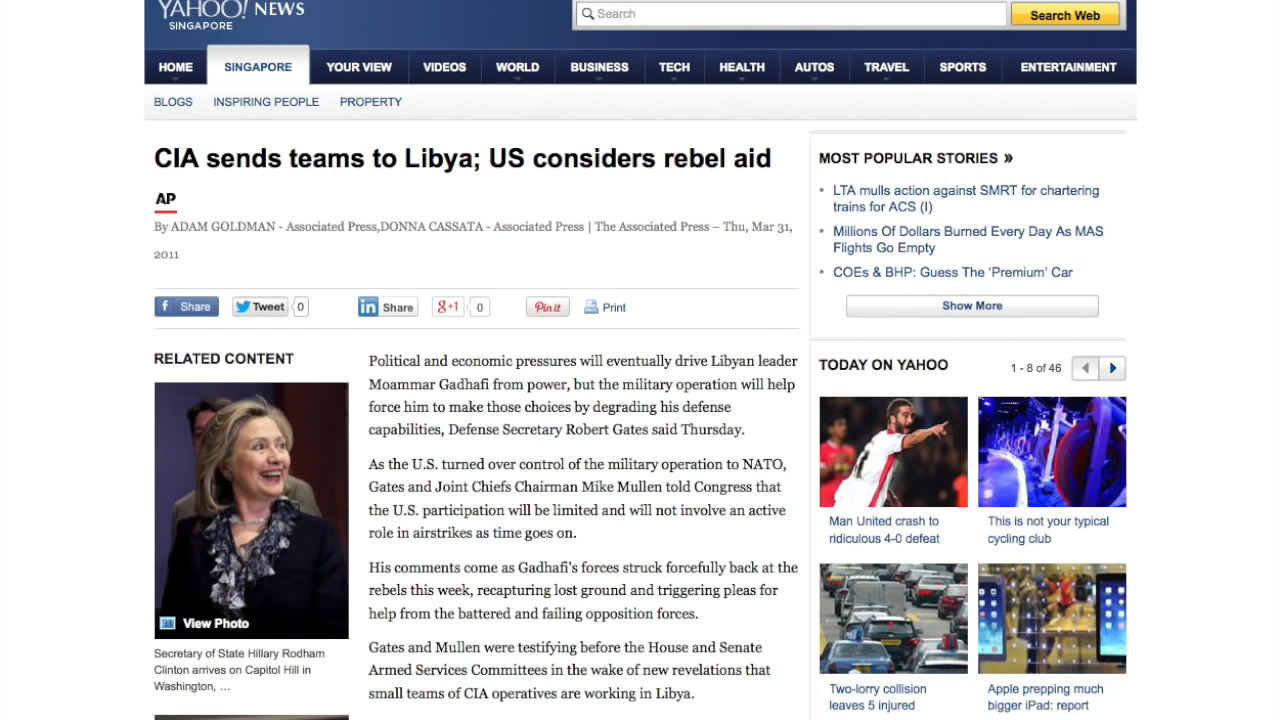 YAHOO! NEWS
SINGAPORE
Search
Search Web
HOME
SINGAPORE
YOUR VIEW
VIDEOS
WORLD
BUSINESS
TECH
HEALTH
AUTOS
TRAVEL
SPORTS
ENTERTAINMENT
BLOGS
INSPIRING PEOPLE
PROPERTY
CIA sends teams to Libya; US considers rebel aid
AP
By ADAM GOLDMAN - Associated Press,DONNA CASSATA - Associated Press | The Associated Press – Thu, Mar 31,
2011
f Share
Tweet 0
in Share
g+1 0
Pin it
Print
RELATED CONTENT
View Photo
Secretary of State Hillary Rodham
Clinton arrives on Capitol Hill in
Washington, …
Political and economic pressures will eventually drive Libyan leader
Moammar Gadhafi from power, but the military operation will help
force him to make those choices by degrading his defense
capabilities, Defense Secretary Robert Gates said Thursday.
As the U.S. turned over control of the military operation to NATO,
Gates and Joint Chiefs Chairman Mike Mullen told Congress that
the U.S. participation will be limited and will not involve an active
role in airstrikes as time goes on.
His comments come as Gadhafi's forces struck forcefully back at the
rebels this week, recapturing lost ground and triggering pleas for
help from the battered and failing opposition forces.
Gates and Mullen were testifying before the House and Senate
Armed Services Committees in the wake of new revelations that
small teams of CIA operatives are working in Libya.
MOST POPULAR STORIES »
• LTA mulls action against SMRT for chartering
trains for ACS (I)
• Millions Of Dollars Burned Every Day As MAS
Flights Go Empty
• COEs & BHP: Guess The ‘Premium’ Car
Show More
TODAY ON YAHOO
1 - 8 of 46
Man United crash to
ridiculous 4-0 defeat
This is not your typical
cycling club
Two-lorry collision
leaves 5 injured
Apple prepping much
bigger iPad: report